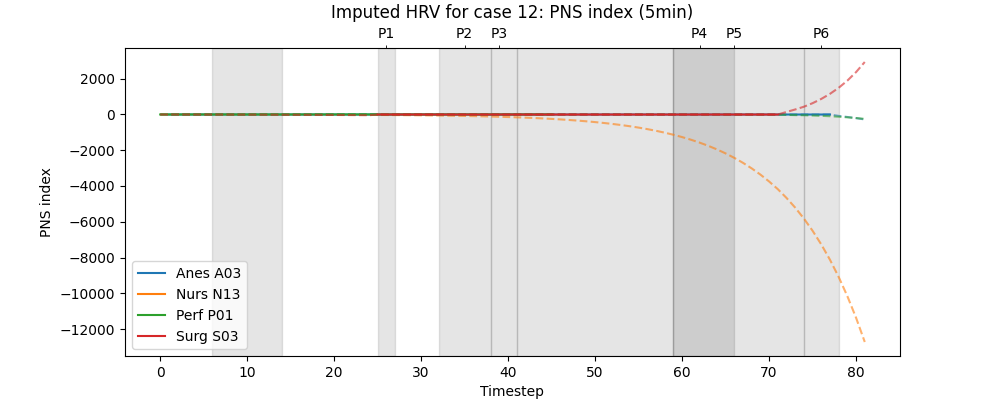 Imputed HRV for case 12: PNS index (5min)
P1 P2 P3 P4 P5 P6
2000
0
−2000
−4000
−6000
−8000
−10000
−12000
PNS index
Anes A03
Nurs N13
Perf P01
Surg S03
0 10 20 30 40 50 60 70 80
Timestep